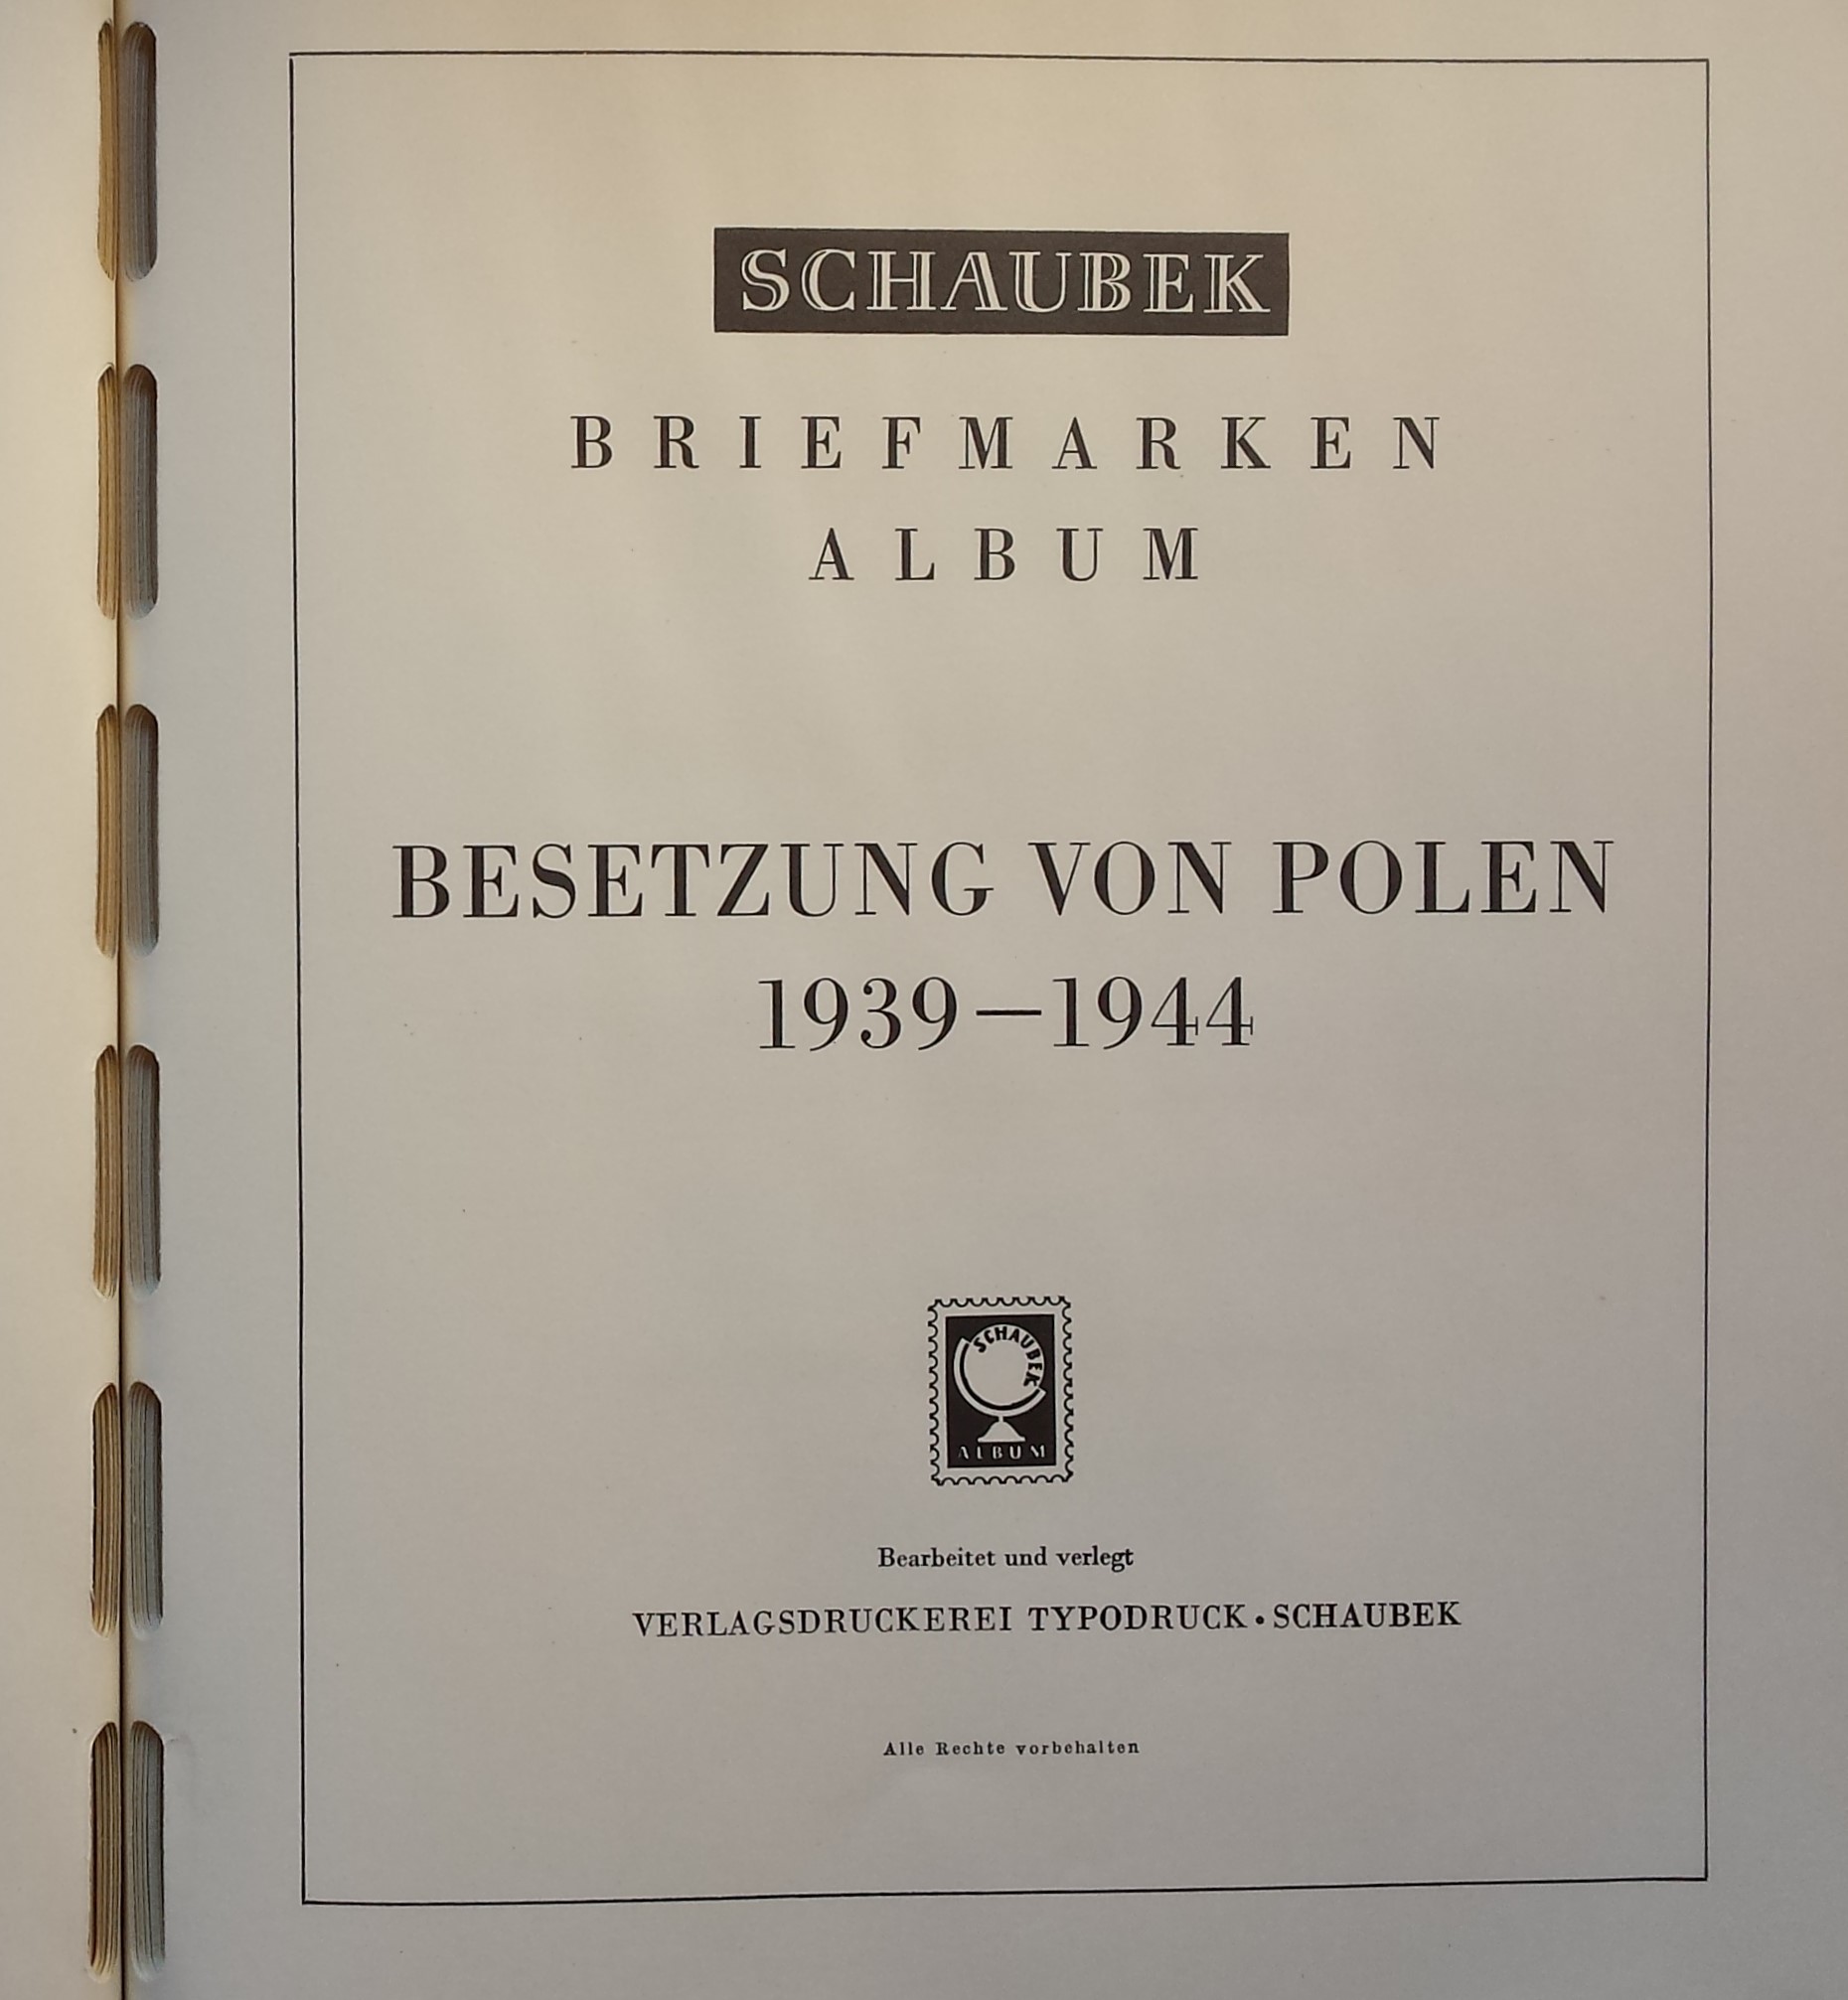 SCHAUBEK
BRIEFMARKEN
ALBUM
BESETZUNG VON POLEN
1939—1944
SCHAUBEK
ALBUM
Bearbeitet und verlegt
VERLAGSDRUCKEREI TYPODRUCK • SCHAUBEK
Alle Rechte vorbehalten